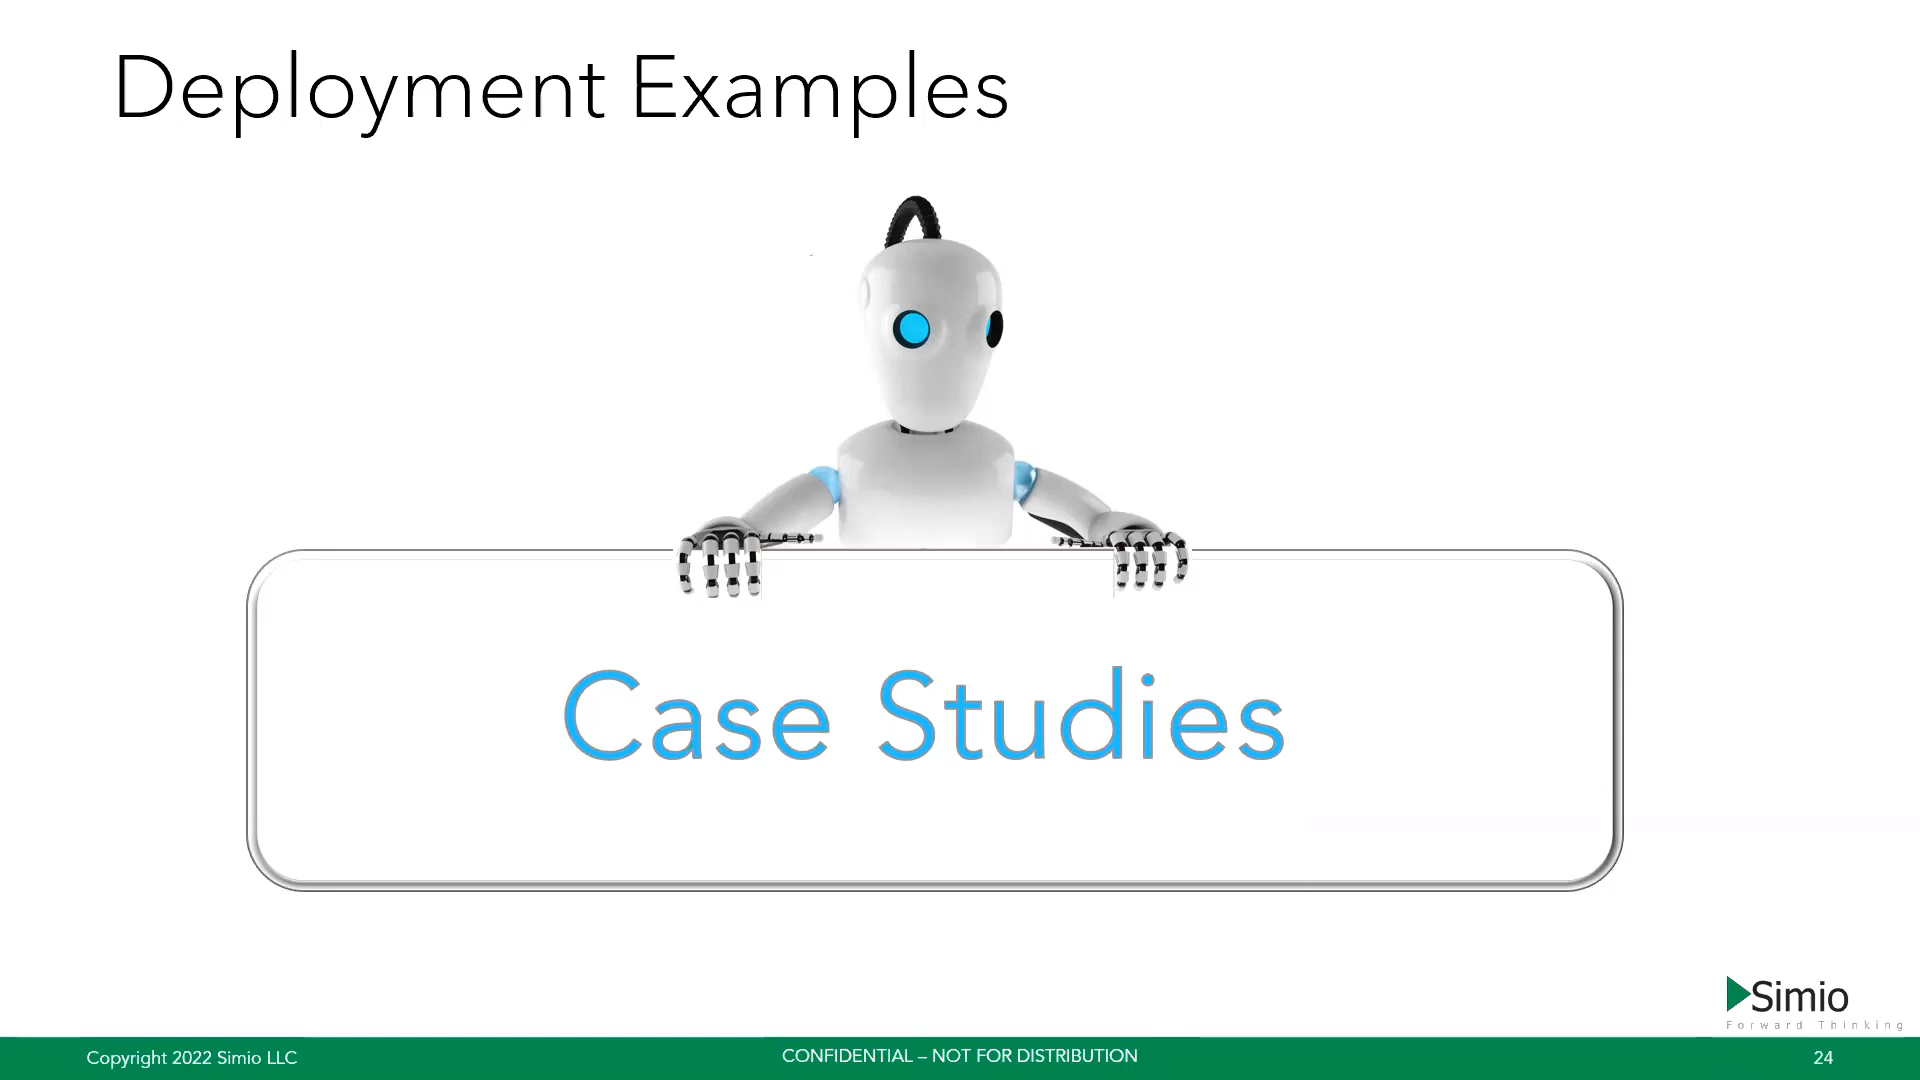 Deployment Examples
Case Studies
Simio
Forward Thinking
Copyright 2022 Simio LLC
CONFIDENTIAL – NOT FOR DISTRIBUTION
24